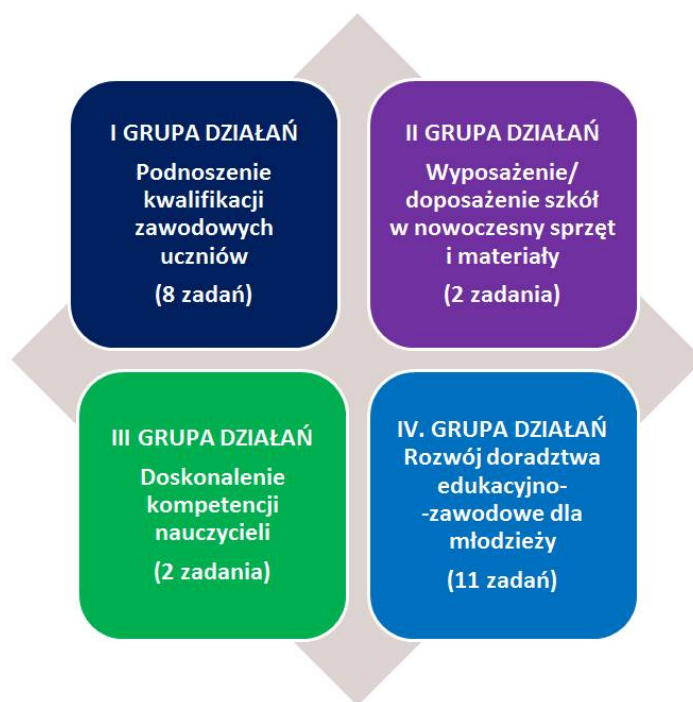 I GRUPA DZIAŁAŃ
Podnoszenie
kwalifikacji
zawodowych
uczniów
(8 zadań)
II GRUPA DZIAŁAŃ
Wyposażenie/
doposażenie szkół
w nowoczesny sprzęt
i materiały
(2 zadania)
III GRUPA DZIAŁAŃ
Doskonalenie
kompetencji
nauczycieli
(2 zadania)
IV. GRUPA DZIAŁAŃ
Rozwój doradztwa
edukacyjno-
-zawodowe dla
młodzieży
(11 zadań)